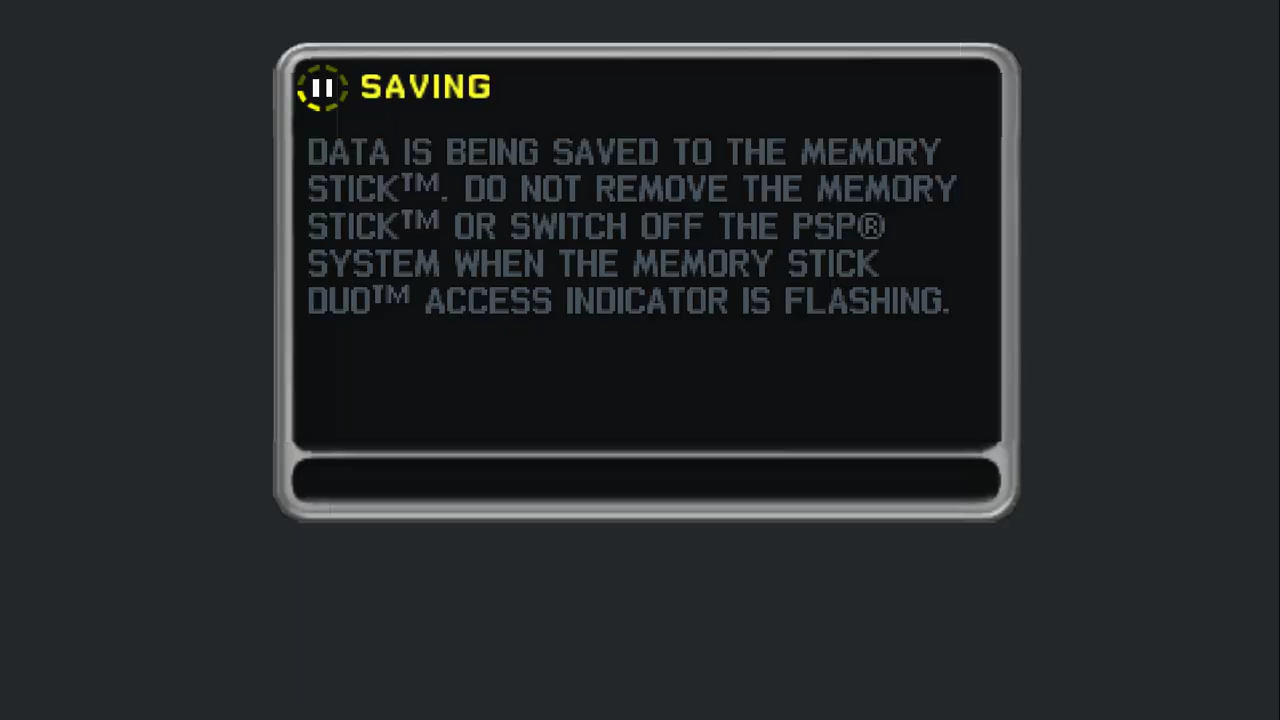 SAVING
DATA IS BEING SAVED TO THE MEMORY
STICK™. DO NOT REMOVE THE MEMORY
STICK™ OR SWITCH OFF THE PSP®
SYSTEM WHEN THE MEMORY STICK
DUO™ ACCESS INDICATOR IS FLASHING.